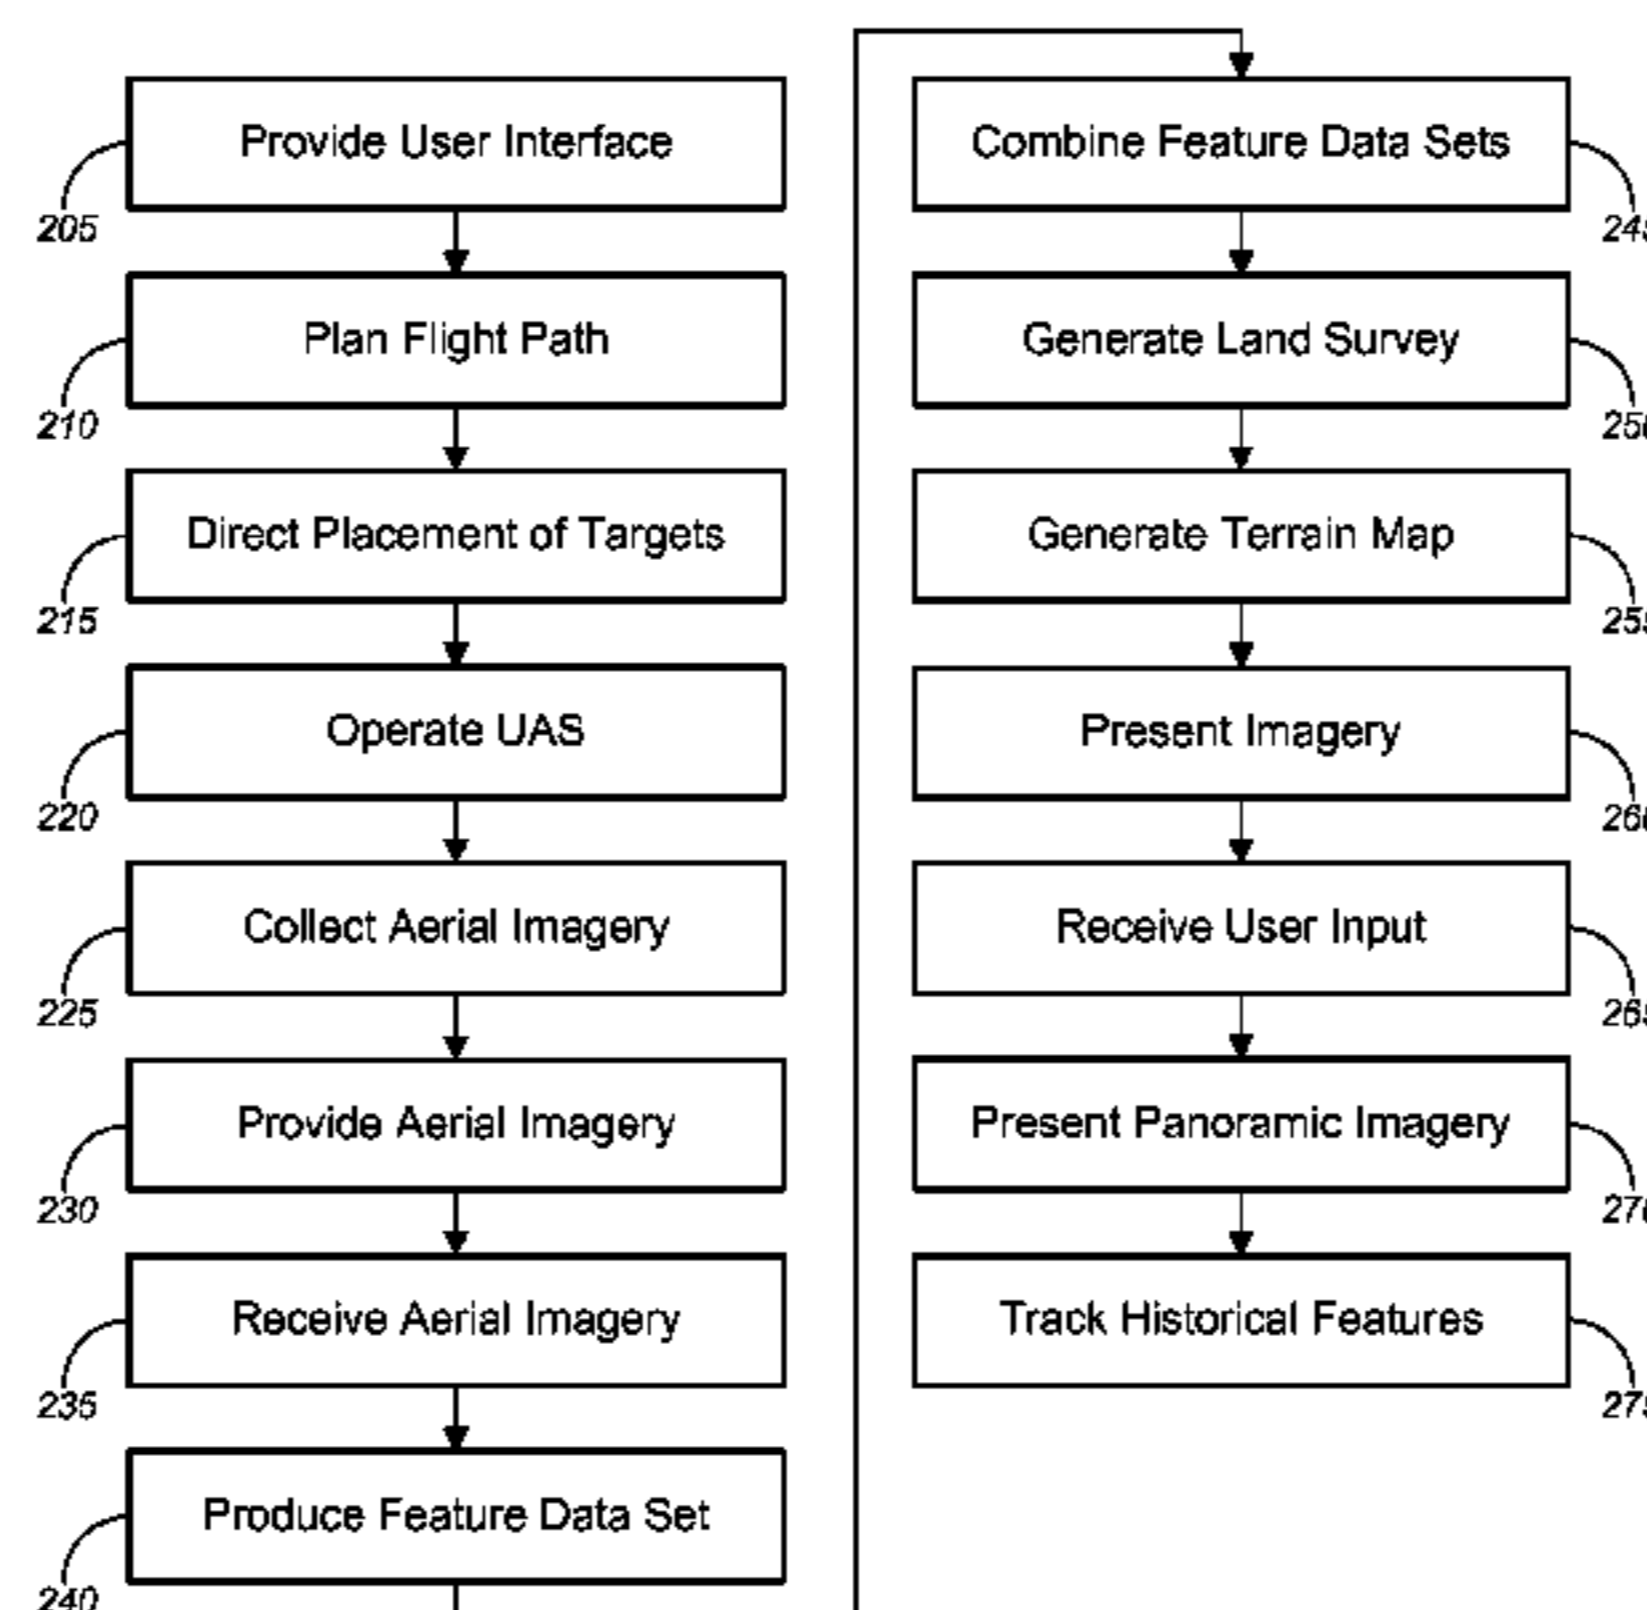 Provide User Interface
205
Plan Flight Path
210
Direct Placement of Targets
215
Operate UAS
220
Collect Aerial Imagery
225
Provide Aerial Imagery
230
Receive Aerial Imagery
235
Produce Feature Data Set
240
Combine Feature Data Sets
Generate Land Survey
Generate Terrain Map
Present Imagery
Receive User Input
Present Panoramic Imagery
Track Historical Features